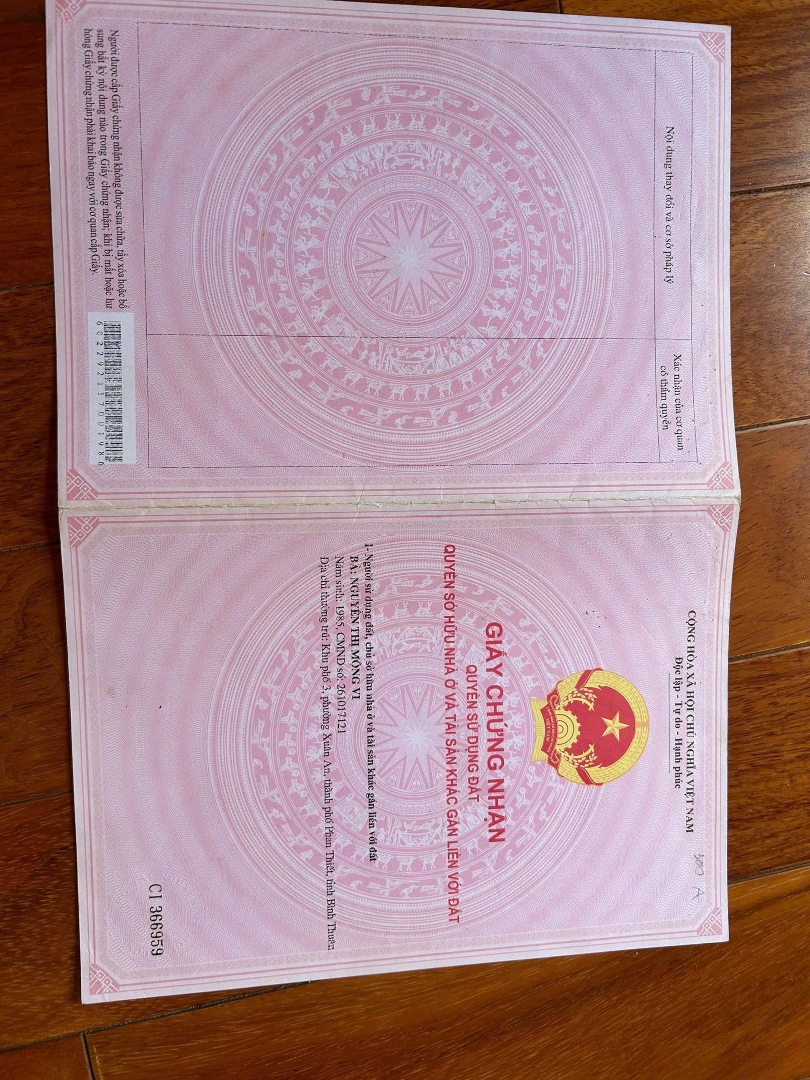 CỘNG HÒA XÃ HỘI CHỦ NGHĨA VIỆT NAM
Độc lập - Tự do - Hạnh phúc
GIẤY CHỨNG NHẬN
QUYỀN SỬ DỤNG ĐẤT
QUYỀN SỞ HỮU NHÀ Ở VÀ TÀI SẢN KHÁC GẮN LIỀN VỚI ĐẤT
1- Người sử dụng đất, chủ sở hữu nhà ở và tài sản khác gắn liền với đất
BÀ: NGUYỄN THỊ MỘNG VI
Năm sinh: 1985, CMND số: 261017121
Địa chỉ thường trú: Khu phố 3, phường Xuân An, thành phố Phan Thiết, tỉnh Bình Thuận.
CI 366959
Nội dung thay đổi và cơ sở pháp lý
Xác nhận của cơ quan
có thẩm quyền
Người được cấp Giấy chứng nhận không được sửa chữa, tẩy xóa hoặc bổ
sung bất kỳ nội dung nào trong Giấy chứng nhận; khi bị mất hoặc hư
hỏng Giấy chứng nhận phải khai báo ngay với cơ quan cấp Giấy.